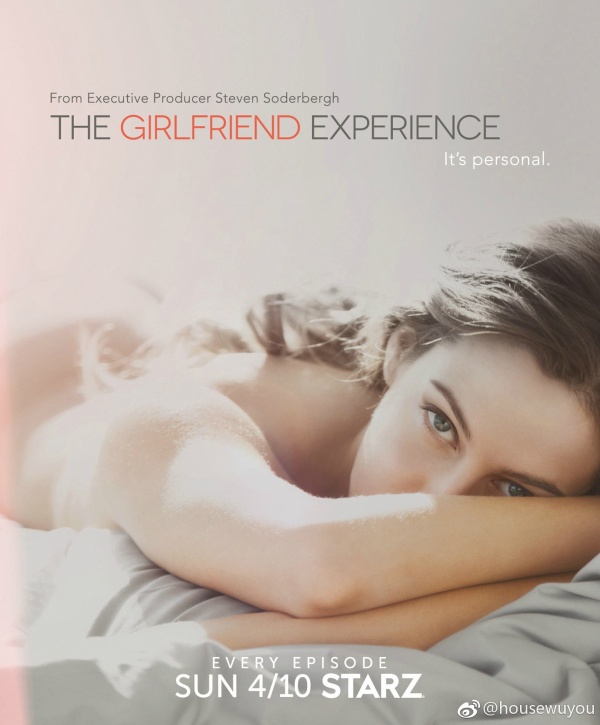 From Executive Producer Steven Soderbergh
THE GIRLFRIEND EXPERIENCE
It's personal.
EVERY EPISODE
SUN 4/10 STARZ
@housewuyou